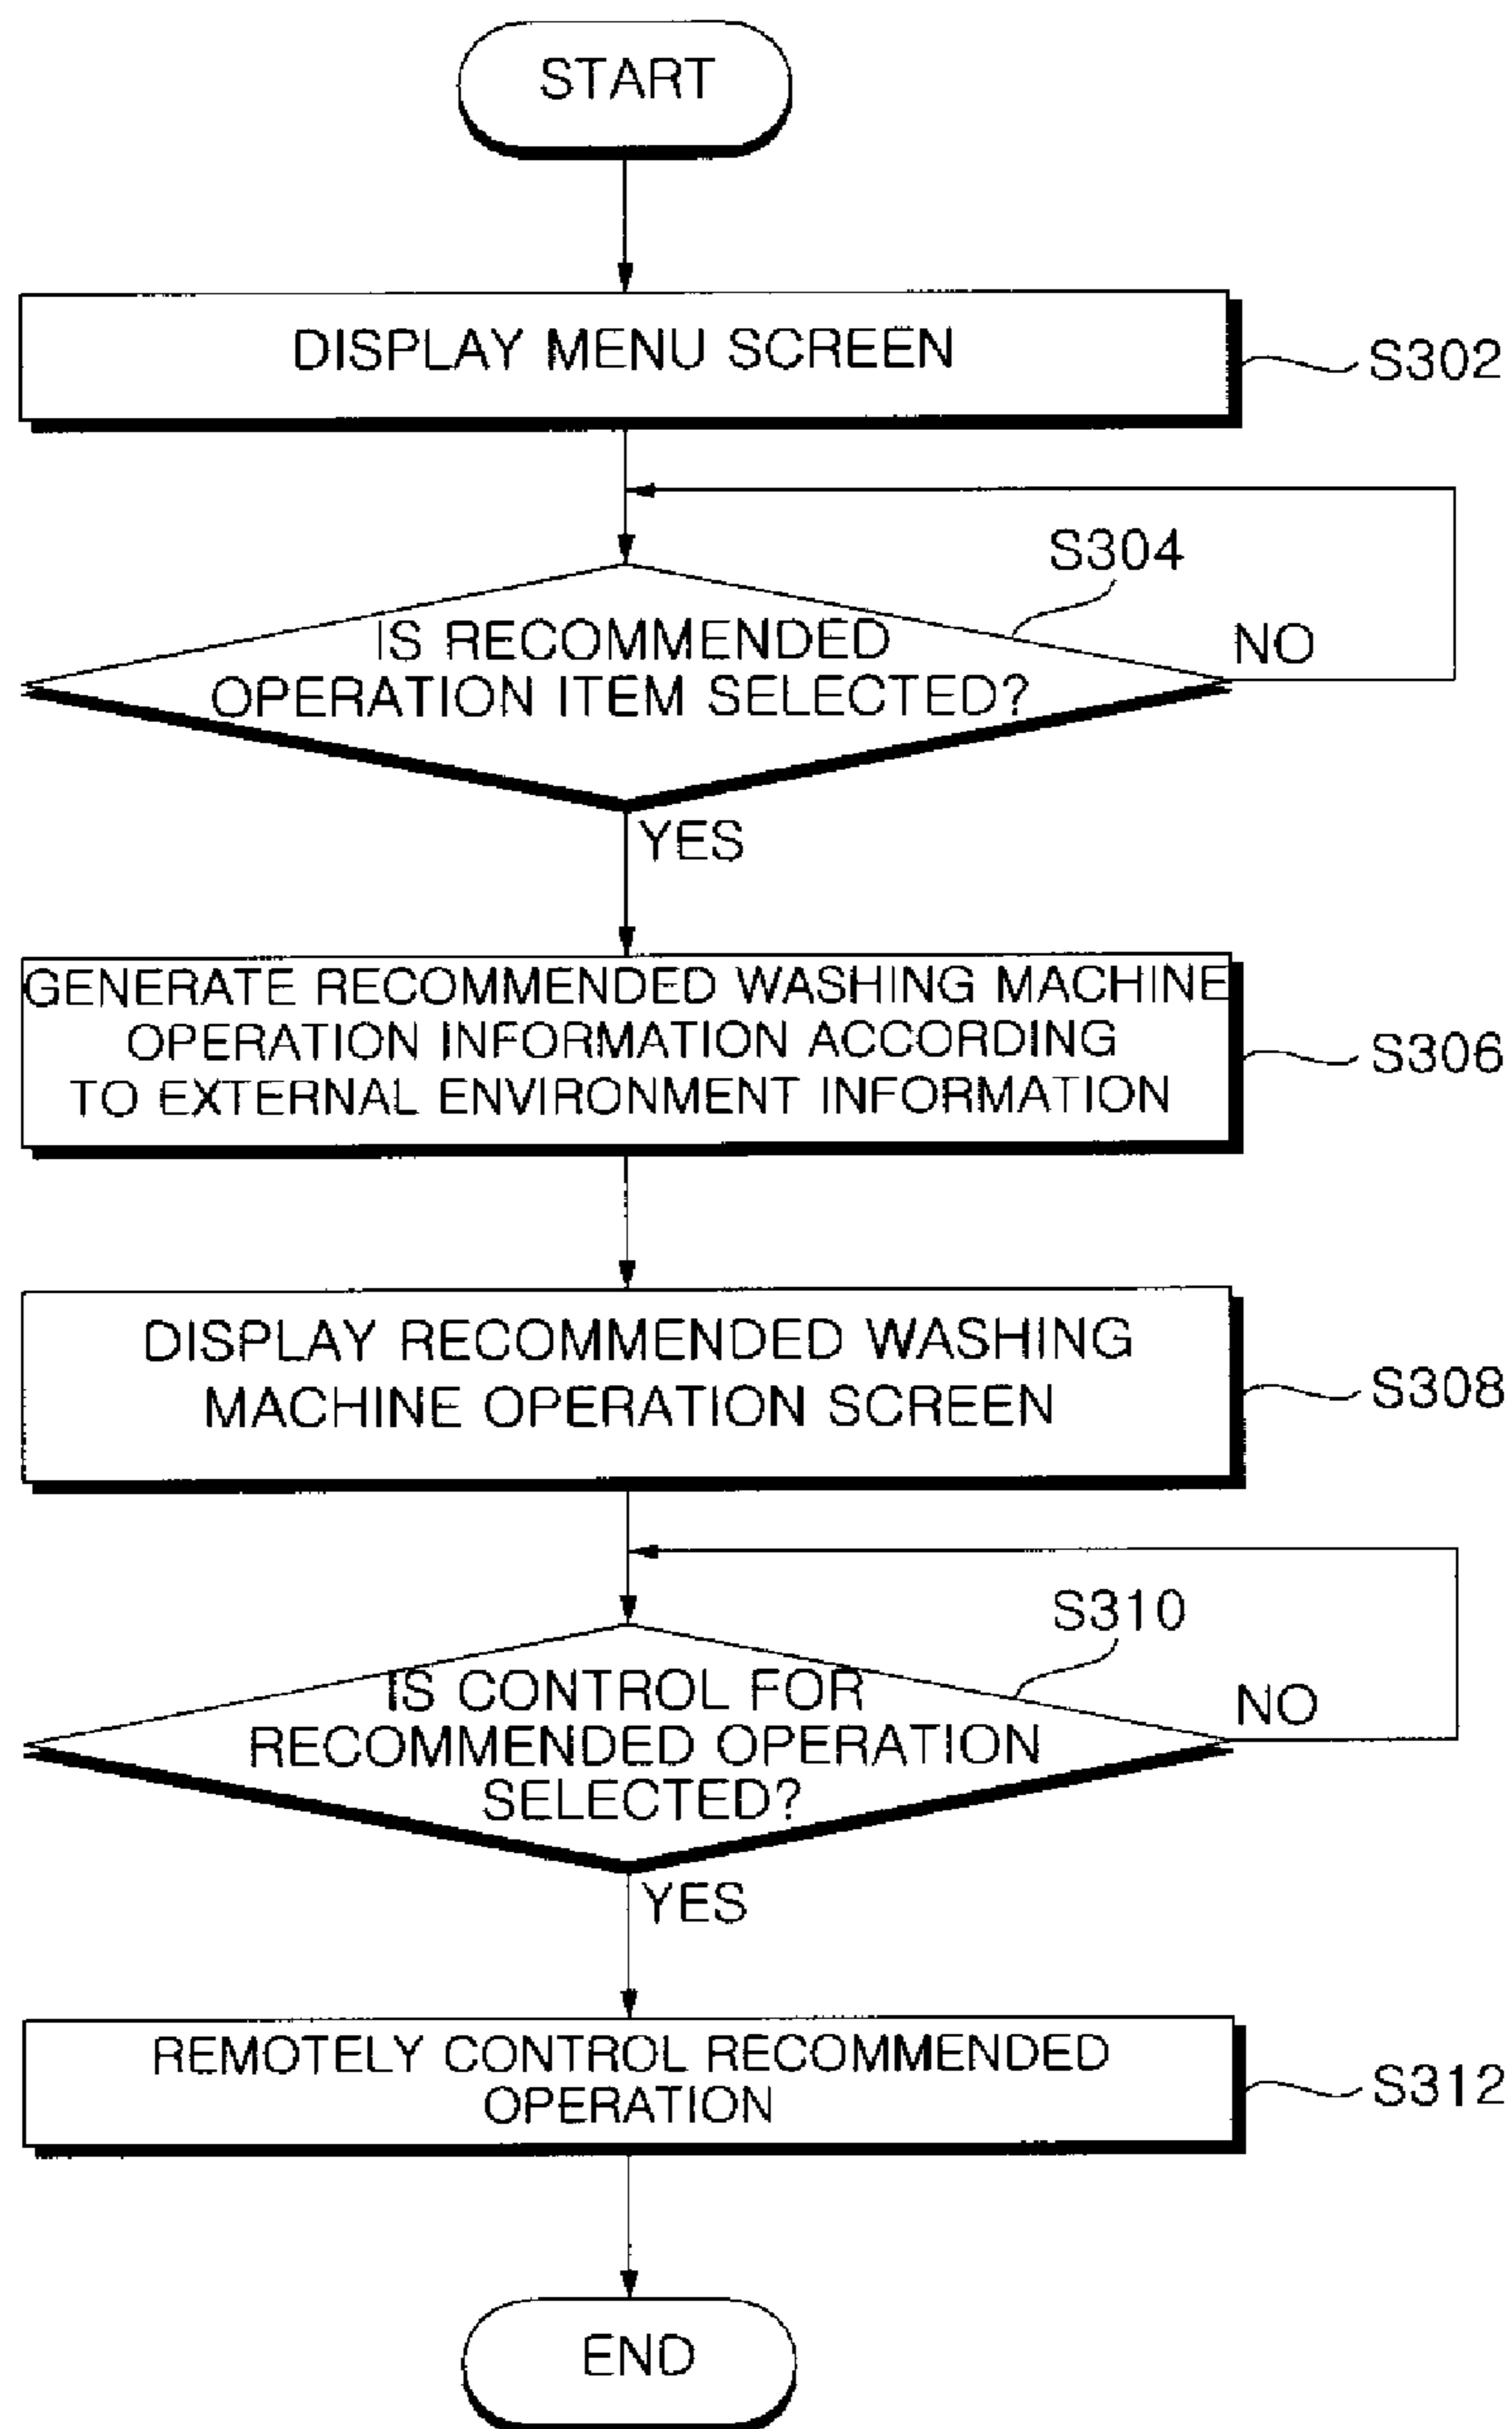 START
DISPLAY MENU SCREEN
S302
S304
IS RECOMMENDED
OPERATION ITEM SELECTED?
NO
YES
GENERATE RECOMMENDED WASHING MACHINE
OPERATION INFORMATION ACCORDING
TO EXTERNAL ENVIRONMENT INFORMATION
S306
DISPLAY RECOMMENDED WASHING
MACHINE OPERATION SCREEN
S308
S310
IS CONTROL FOR
RECOMMENDED OPERATION
SELECTED?
NO
YES
REMOTELY CONTROL RECOMMENDED
OPERATION
S312
END